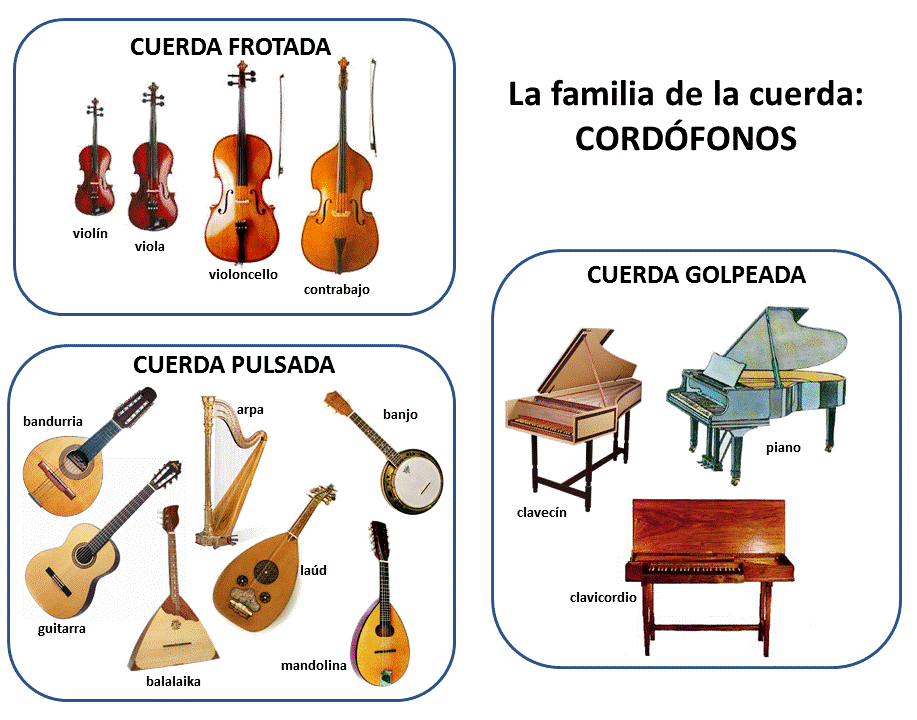 La familia de la cuerda:
CORDÓFONOS
CUERDA FROTADA
violín
viola
violoncello
contrabajo
CUERDA PULSADA
bandurria
arpa
banjo
guitarra
balalaika
laúd
mandolina
CUERDA GOLPEADA
clavecín
piano
clavicordio